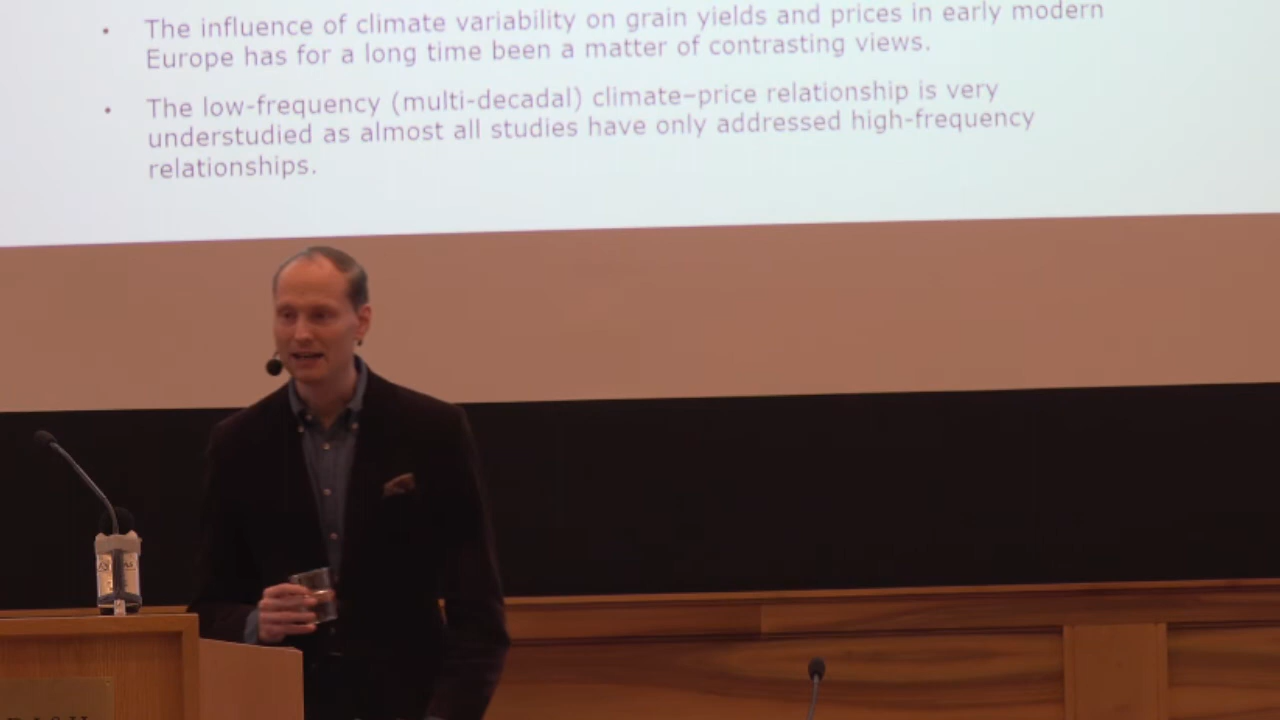 • The influence of climate variability on grain yields and prices in early modern
Europe has for a long time been a matter of contrasting views.
• The low-frequency (multi-decadal) climate–price relationship is very
understudied as almost all studies have only addressed high-frequency
relationships.